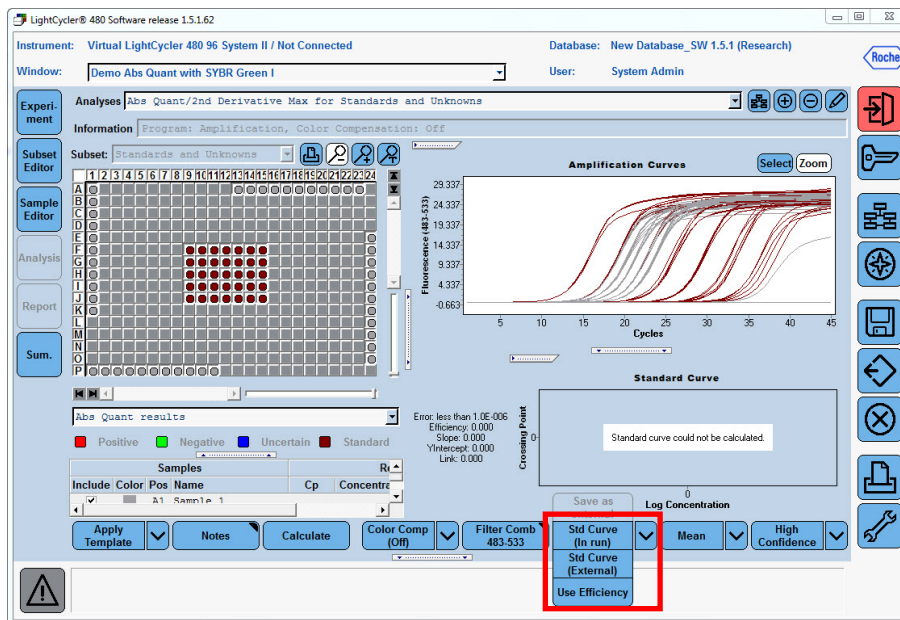 LightCycler® 480 Software release 1.5.1.62
Instrument: Virtual LightCycler 480 96 System II / Not Connected
Database: New Database_SW 1.5.1 (Research)
Window: Demo Abs Quant with SYBR Green I
User: System Admin
Roche
Experi-
ment
Subset
Editor
Sample
Editor
Analysis
Report
Sum.
Analyses Abs Quant/2nd Derivative Max for Standards and Unknowns
Information Program: Amplification, Color Compensation: Off
Subset: Standards and Unknowns
1 2 3 4 5 6 7 8 9 10 11 12 13 14 15 16 17 18 19 20 21 22 23 24
A
B
C
D
E
F
G
H
I
J
K
L
M
N
O
P
Amplification Curves
Select Zoom
Fluorescence (483-533)
29.337
24.337
19.337
14.337
9.337
4.337
-0.663
5 10 15 20 25 30 35 40 45
Cycles
Abs Quant results
Positive Negative Uncertain Standard
Samples Re
Include Color Pos Name Cp Concentra
A1 Sample 1
Error: less than 1.0E-006
Efficiency: 0.000
Slope: 0.000
YIntercept: 0.000
Link: 0.000
Standard Curve
Crossing Point
0
Standard curve could not be calculated.
0
Log Concentration
Apply
Template
Notes
Calculate
Color Comp
(Off)
Filter Comb
483-533
Save as
Std Curve
(In run)
Std Curve
(External)
Use Efficiency
Mean
High
Confidence